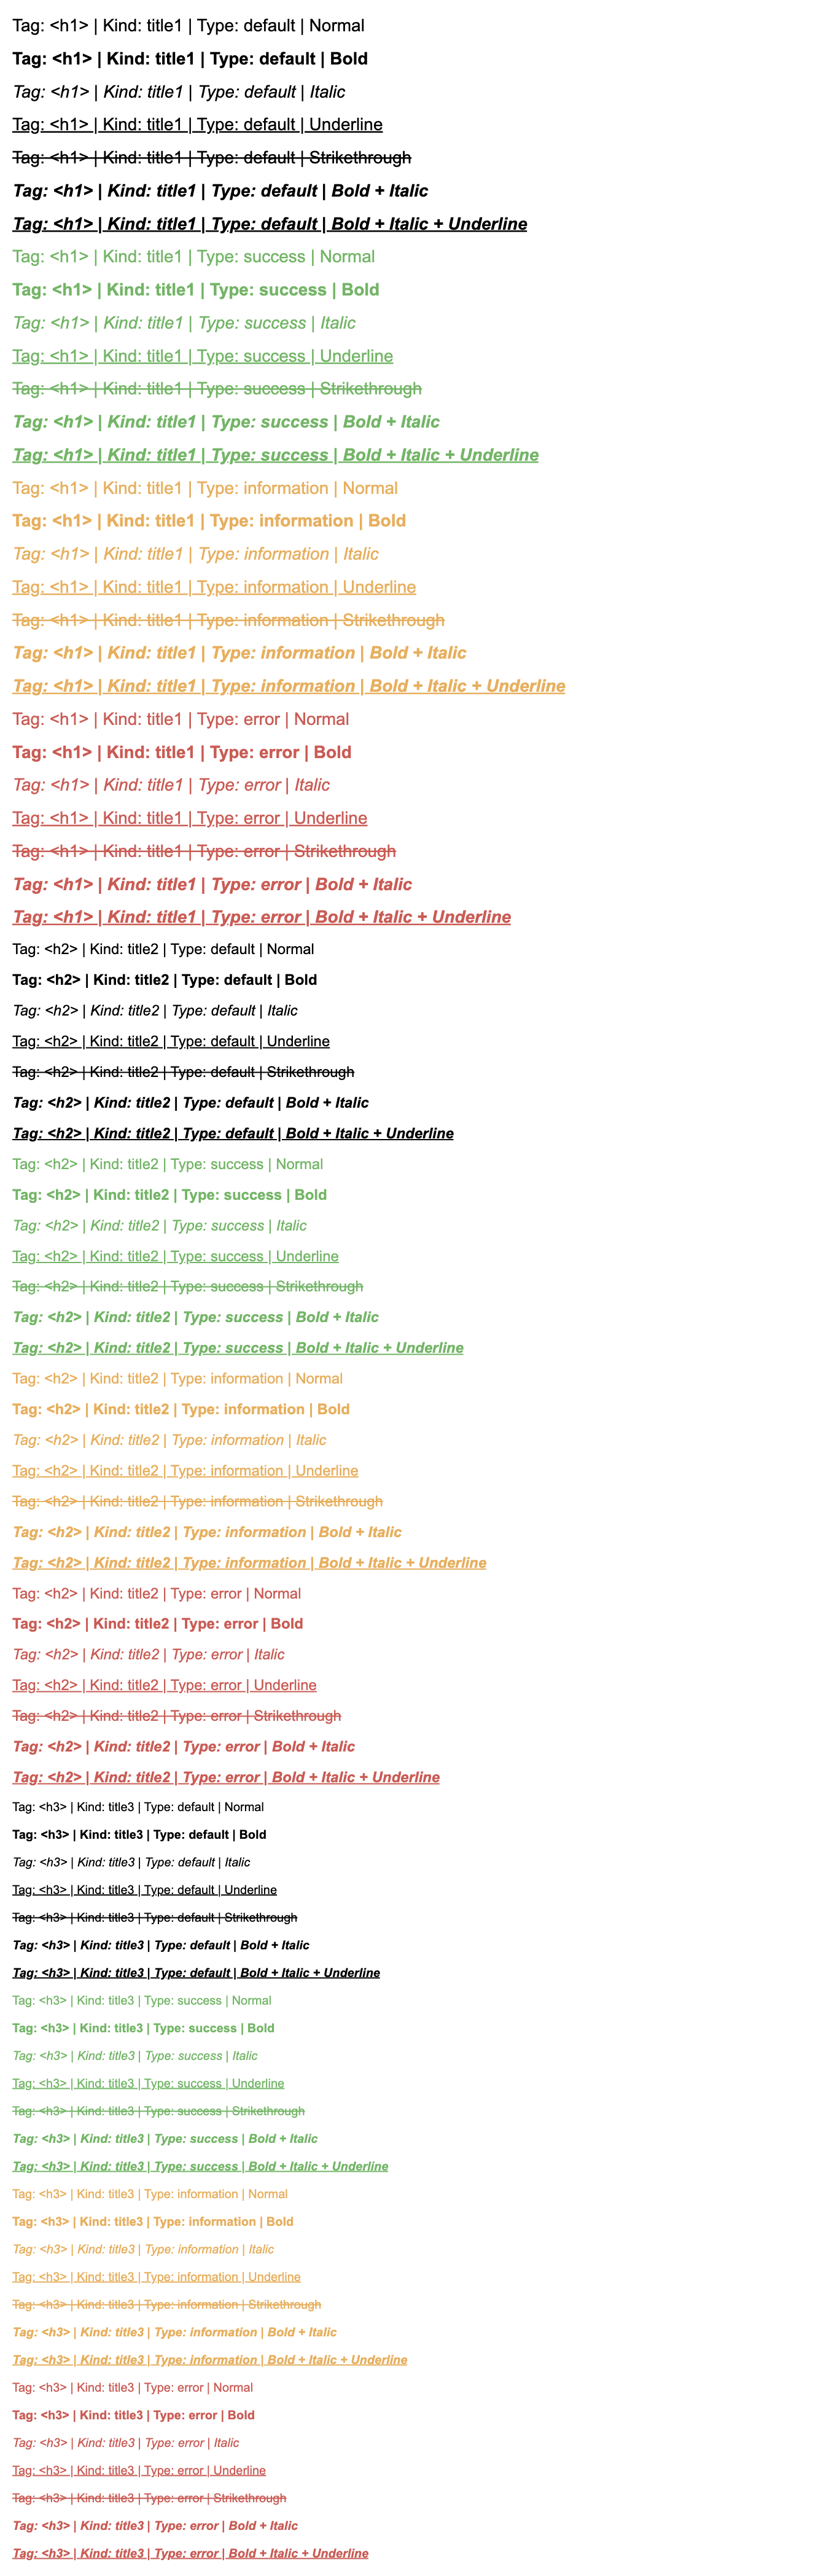 Tag: <h1> | Kind: title1 | Type: default | Normal
Tag: <h1> | Kind: title1 | Type: default | Bold
Tag: <h1> | Kind: title1 | Type: default | Italic
Tag: <h1> | Kind: title1 | Type: default | Underline
Tag: <h1> | Kind: title1 | Type: default | Strikethrough
Tag: <h1> | Kind: title1 | Type: default | Bold + Italic
Tag: <h1> | Kind: title1 | Type: default | Bold + Italic + Underline
Tag: <h1> | Kind: title1 | Type: success | Normal
Tag: <h1> | Kind: title1 | Type: success | Bold
Tag: <h1> | Kind: title1 | Type: success | Italic
Tag: <h1> | Kind: title1 | Type: success | Underline
Tag: <h1> | Kind: title1 | Type: success | Strikethrough
Tag: <h1> | Kind: title1 | Type: success | Bold + Italic
Tag: <h1> | Kind: title1 | Type: success | Bold + Italic + Underline
Tag: <h1> | Kind: title1 | Type: information | Normal
Tag: <h1> | Kind: title1 | Type: information | Bold
Tag: <h1> | Kind: title1 | Type: information | Italic
Tag: <h1> | Kind: title1 | Type: information | Underline
Tag: <h1> | Kind: title1 | Type: information | Strikethrough
Tag: <h1> | Kind: title1 | Type: information | Bold + Italic
Tag: <h1> | Kind: title1 | Type: information | Bold + Italic + Underline
Tag: <h1> | Kind: title1 | Type: error | Normal
Tag: <h1> | Kind: title1 | Type: error | Bold
Tag: <h1> | Kind: title1 | Type: error | Italic
Tag: <h1> | Kind: title1 | Type: error | Underline
Tag: <h1> | Kind: title1 | Type: error | Strikethrough
Tag: <h1> | Kind: title1 | Type: error | Bold + Italic
Tag: <h1> | Kind: title1 | Type: error | Bold + Italic + Underline
Tag: <h2> | Kind: title2 | Type: default | Normal
Tag: <h2> | Kind: title2 | Type: default | Bold
Tag: <h2> | Kind: title2 | Type: default | Italic
Tag: <h2> | Kind: title2 | Type: default | Underline
Tag: <h2> | Kind: title2 | Type: default | Strikethrough
Tag: <h2> | Kind: title2 | Type: default | Bold + Italic
Tag: <h2> | Kind: title2 | Type: default | Bold + Italic + Underline
Tag: <h2> | Kind: title2 | Type: success | Normal
Tag: <h2> | Kind: title2 | Type: success | Bold
Tag: <h2> | Kind: title2 | Type: success | Italic
Tag: <h2> | Kind: title2 | Type: success | Underline
Tag: <h2> | Kind: title2 | Type: success | Strikethrough
Tag: <h2> | Kind: title2 | Type: success | Bold + Italic
Tag: <h2> | Kind: title2 | Type: success | Bold + Italic + Underline
Tag: <h2> | Kind: title2 | Type: information | Normal
Tag: <h2> | Kind: title2 | Type: information | Bold
Tag: <h2> | Kind: title2 | Type: information | Italic
Tag: <h2> | Kind: title2 | Type: information | Underline
Tag: <h2> | Kind: title2 | Type: information | Strikethrough
Tag: <h2> | Kind: title2 | Type: information | Bold + Italic
Tag: <h2> | Kind: title2 | Type: information | Bold + Italic + Underline
Tag: <h2> | Kind: title2 | Type: error | Normal
Tag: <h2> | Kind: title2 | Type: error | Bold
Tag: <h2> | Kind: title2 | Type: error | Italic
Tag: <h2> | Kind: title2 | Type: error | Underline
Tag: <h2> | Kind: title2 | Type: error | Strikethrough
Tag: <h2> | Kind: title2 | Type: error | Bold + Italic
Tag: <h2> | Kind: title2 | Type: error | Bold + Italic + Underline
Tag: <h3> | Kind: title3 | Type: default | Normal
Tag: <h3> | Kind: title3 | Type: default | Bold
Tag: <h3> | Kind: title3 | Type: default | Italic
Tag: <h3> | Kind: title3 | Type: default | Underline
Tag: <h3> | Kind: title3 | Type: default | Strikethrough
Tag: <h3> | Kind: title3 | Type: default | Bold + Italic
Tag: <h3> | Kind: title3 | Type: default | Bold + Italic + Underline
Tag: <h3> | Kind: title3 | Type: success | Normal
Tag: <h3> | Kind: title3 | Type: success | Bold
Tag: <h3> | Kind: title3 | Type: success | Italic
Tag: <h3> | Kind: title3 | Type: success | Underline
Tag: <h3> | Kind: title3 | Type: success | Strikethrough
Tag: <h3> | Kind: title3 | Type: success | Bold + Italic
Tag: <h3> | Kind: title3 | Type: success | Bold + Italic + Underline
Tag: <h3> | Kind: title3 | Type: information | Normal
Tag: <h3> | Kind: title3 | Type: information | Bold
Tag: <h3> | Kind: title3 | Type: information | Italic
Tag: <h3> | Kind: title3 | Type: information | Underline
Tag: <h3> | Kind: title3 | Type: information | Strikethrough
Tag: <h3> | Kind: title3 | Type: information | Bold + Italic
Tag: <h3> | Kind: title3 | Type: information | Bold + Italic + Underline
Tag: <h3> | Kind: title3 | Type: error | Normal
Tag: <h3> | Kind: title3 | Type: error | Bold
Tag: <h3> | Kind: title3 | Type: error | Italic
Tag: <h3> | Kind: title3 | Type: error | Underline
Tag: <h3> | Kind: title3 | Type: error | Strikethrough
Tag: <h3> | Kind: title3 | Type: error | Bold + Italic
Tag: <h3> | Kind: title3 | Type: error | Bold + Italic + Underline